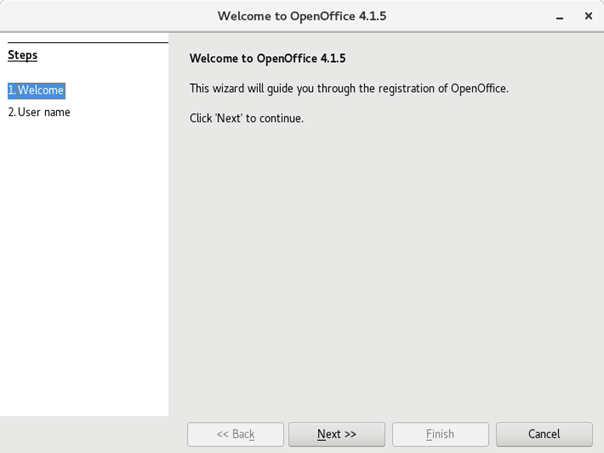 Welcome to OpenOffice 4.1.5
Steps
1. Welcome
2. User name
Welcome to OpenOffice 4.1.5
This wizard will guide you through the registration of OpenOffice.
Click 'Next' to continue.
<< Back
Next >>
Finish
Cancel